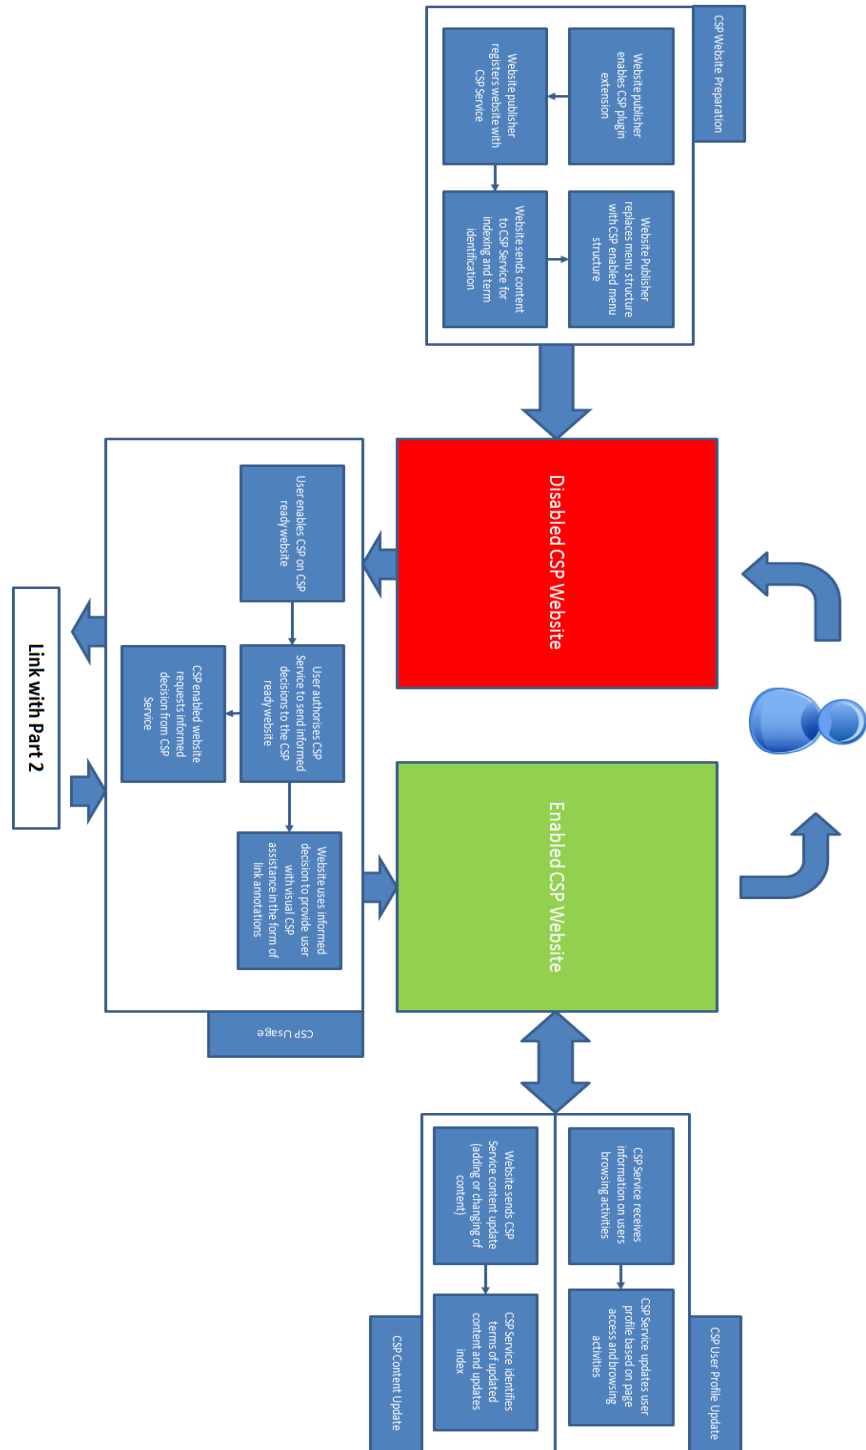 CSP Website Preparation
Website publisher
enables CSP plugin
extension
Website publisher
registers website with
CSP Service
Website Publisher
replaces menu structure
with CSP enabled menu
structure
Website sends content
to CSP Service for
indexing and term
identification
Disabled CSP Website
Enabled CSP Website
User enables CSP on CSP
ready website
User authorises CSP
Service to send informed
decisions to the CSP
ready website
CSP enabled website
requests informed
decision from CSP
Service
Website uses informed
decision to provide user
with visual CSP
assistance in the form of
link annotations
CSP Usage
Link with Part 2
CSP Service receives
information on users
browsing activities
CSP Service updates user
profile based on page
access and browsing
activities
CSP User Profile Update
Website sends CSP
Service content update
(adding or changing of
content)
CSP Service identifies
terms of updated
content and updates
index
CSP Content Update